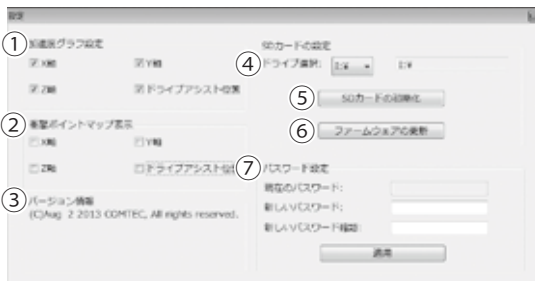 設定
① 加速度グラフ設定
☑ X軸 ☑ Y軸
☑ Z軸 ☑ ドライブアシスト位置
② 衝撃ポイントマップ表示
☐ X軸 ☐ Y軸
☐ Z軸 ☐ ドライブアシスト位置
③ バージョン情報
(C)Aug 2 2013 COMTEC, All rights reserved.
SDカードの設定
④ ドライブ選択:
⑤ SDカードの初期化
⑥ ファームウェアの更新
⑦ パスワード設定
現在のパスワード:
新しいパスワード:
新しいパスワード確認:
適用